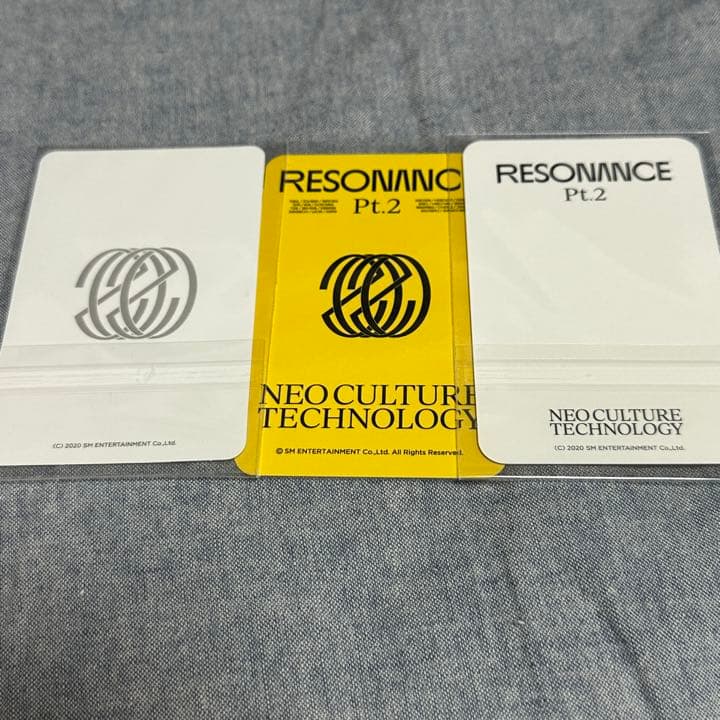 (C) 2020 SM ENTERTAINMENT Co.,Ltd.
RESONANC
Pt.2
NEO CULTURE
TECHNOLOGY
© SM ENTERTAINMENT Co.,Ltd. All Rights Reserved.
RESONANCE
Pt.2
NEO CULTURE
TECHNOLOGY
(C) 2020 SM ENTERTAINMENT Co.,Ltd.